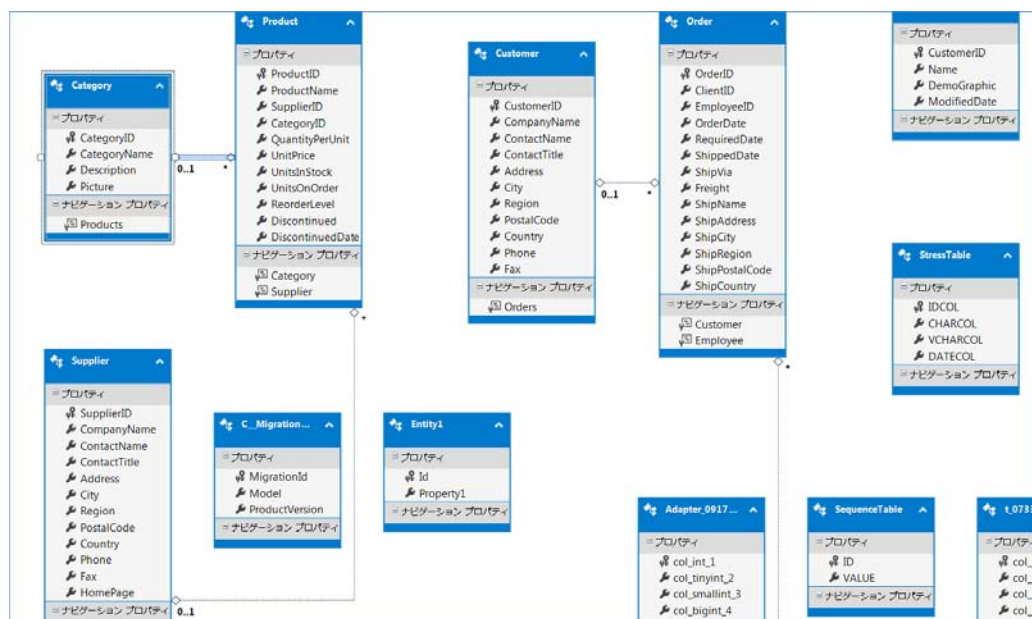 Product
プロパティ
ProductID
ProductName
SupplierID
CategoryID
QuantityPerUnit
UnitPrice
UnitsInStock
UnitsOnOrder
ReorderLevel
Discontinued
DiscontinuedDate
ナビゲーション プロパティ
Category
Supplier
*
Category
プロパティ
CategoryID
CategoryName
Description
Picture
ナビゲーション プロパティ
Products
0..1
*
Customer
プロパティ
CustomerID
CompanyName
ContactName
ContactTitle
Address
City
Region
PostalCode
Country
Phone
Fax
ナビゲーション プロパティ
Orders
0..1
*
Order
プロパティ
OrderID
ClientID
EmployeeID
OrderDate
RequiredDate
ShippedDate
ShipVia
Freight
ShipName
ShipAddress
ShipCity
ShipRegion
ShipPostalCode
ShipCountry
ナビゲーション プロパティ
Customer
Employee
*
プロパティ
CustomerID
Name
DemoGraphic
ModifiedDate
ナビゲーション プロパティ
StressTable
プロパティ
IDCOL
CHARCOL
VCHARCOL
DATECOL
ナビゲーション プロパティ
Supplier
プロパティ
SupplierID
CompanyName
ContactName
ContactTitle
Address
City
Region
PostalCode
Country
Phone
Fax
HomePage
ナビゲーション プロパティ
0..1
C__Migration...
プロパティ
MigrationId
Model
ProductVersion
ナビゲーション プロパティ
Entity1
プロパティ
Id
Property1
ナビゲーション プロパティ
Adapter_0917...
プロパティ
col_int_1
col_tinyint_2
col_smallint_3
col_bigint_4
SequenceTable
プロパティ
ID
VALUE
ナビゲーション プロパティ
プロパティ
col_
col_
col_
col_